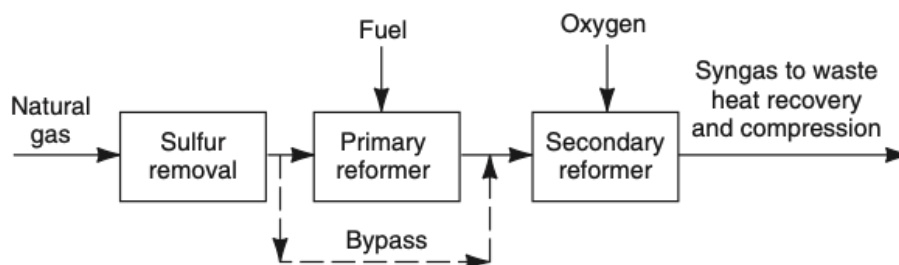 Fuel
Oxygen
Natural
gas
Sulfur
removal
Primary
reformer
Secondary
reformer
Syngas to waste
heat recovery
and compression
Bypass